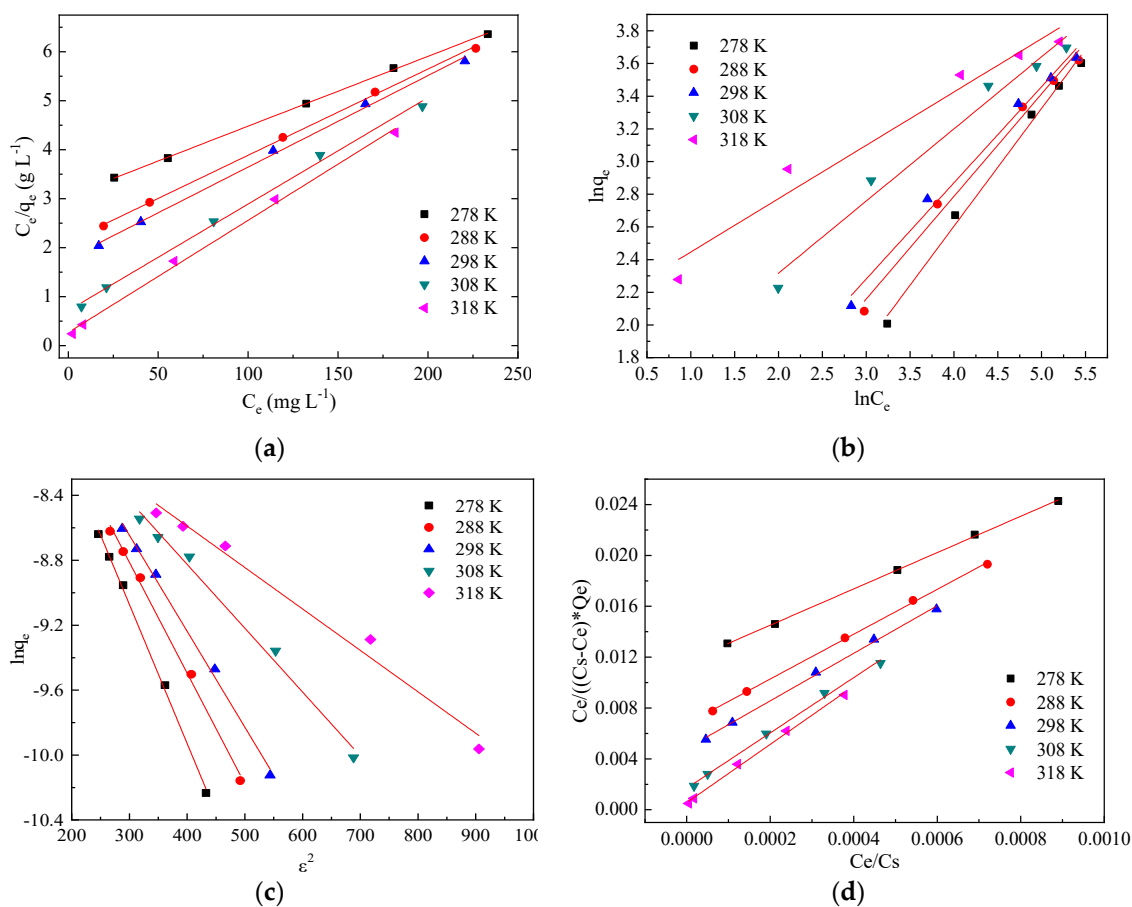 7
6
5
4
3
2
1
0
C_e/q_e (g L^-1)
278 K
288 K
298 K
308 K
318 K
0 50 100 150 200 250
C_e (mg L^-1)
(a)
3.8
3.6
3.4
3.2
3.0
2.8
2.6
2.4
2.2
2.0
1.8
lnq_e
278 K
288 K
298 K
308 K
318 K
0.5 1.0 1.5 2.0 2.5 3.0 3.5 4.0 4.5 5.0 5.5
lnC_e
(b)
-8.4
-8.8
-9.2
-9.6
-10.0
-10.4
lnq_e
278 K
288 K
298 K
308 K
318 K
200 300 400 500 600 700 800 900 100
ε^2
(c)
0.024
0.020
0.016
0.012
0.008
0.004
0.000
Ce/((Cs-Ce)*Qe)
278 K
288 K
298 K
308 K
318 K
0.0000 0.0002 0.0004 0.0006 0.0008 0.0010
Ce/Cs
(d)